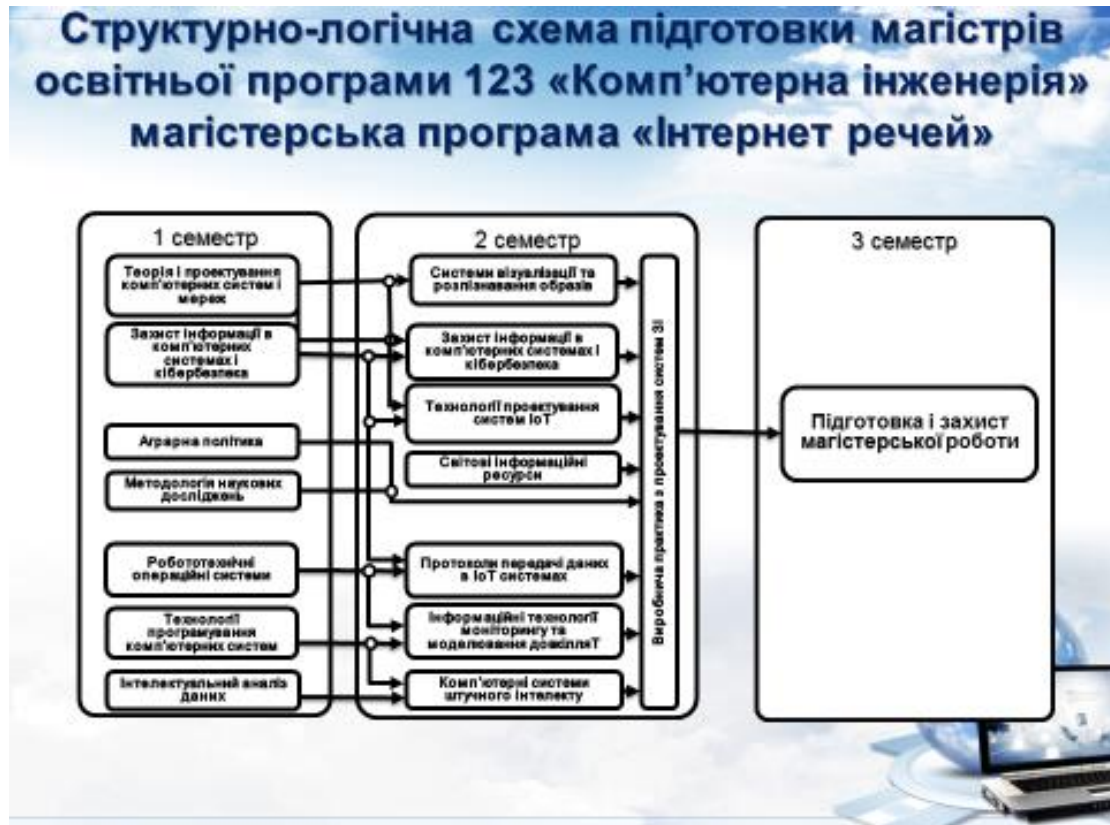 Структурно-логічна схема підготовки магістрів
освітньої програми 123 «Комп’ютерна інженерія»
магістерська програма «Інтернет речей»
1 семестр
Теорія і проектування
комп'ютерних систем і
мереж
Захист інформації в
комп'ютерних
системах і
кібербезпека
Аграрна політика
Методологія наукових
досліджень
Робототехнічні
операційні системи
Технології
програмування
комп'ютерних систем
Інтелектуальний аналіз
даних
2 семестр
Системи візуалізації та
розпізнавання образів
Захист інформації в
комп'ютерних системах і
кібербезпека
Технології проектування
систем ІоТ
Світові інформаційні
ресурси
Протоколи передачі даних
в ІоТ системах
Інформаційні технології
моніторингу та
моделювання довкілляТ
Комп'ютерні системи
штучного інтелекту
Виробнича практика з проектування систем ЗІ
3 семестр
Підготовка і захист
магістерської роботи